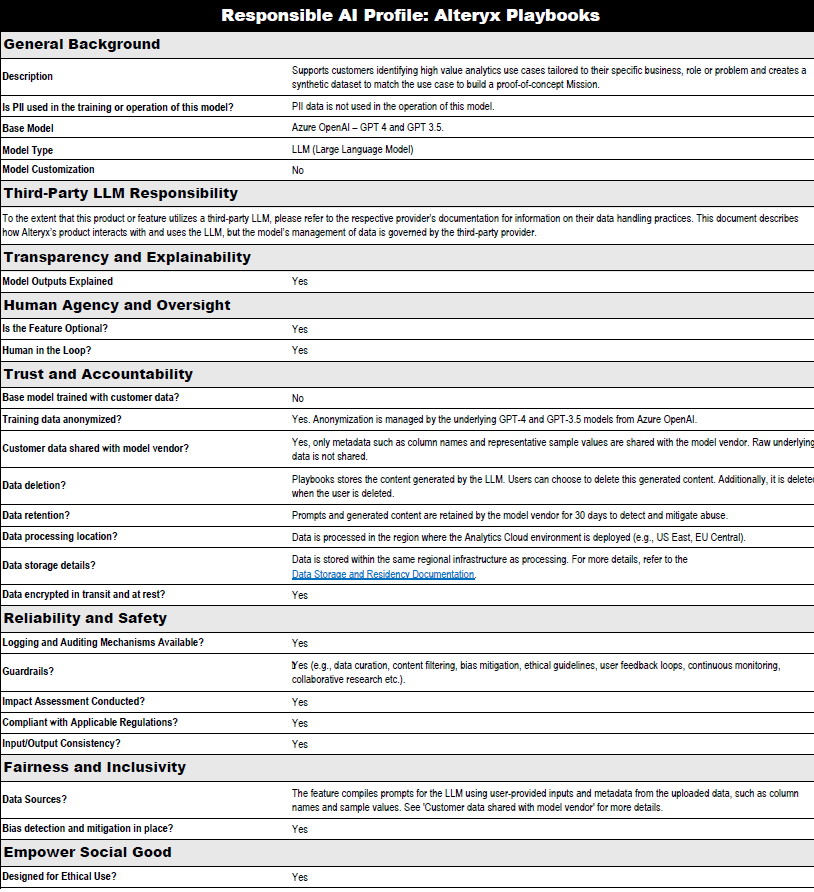 Responsible AI Profile: Alteryx Playbooks
General Background
Description
Supports customers identifying high value analytics use cases tailored to their specific business, role or problem and creates a
synthetic dataset to match the use case to build a proof-of-concept Mission.
Is PII used in the training or operation of this model?
PII data is not used in the operation of this model.
Base Model
Azure OpenAI – GPT 4 and GPT 3.5.
Model Type
LLM (Large Language Model)
Model Customization
No
Third-Party LLM Responsibility
To the extent that this product or feature utilizes a third-party LLM, please refer to the respective provider's documentation for information on their data handling practices. This document describes
how Alteryx's product interacts with and uses the LLM, but the model's management of data is governed by the third-party provider.
Transparency and Explainability
Model Outputs Explained
Yes
Human Agency and Oversight
Is the Feature Optional?
Yes
Human in the Loop?
Yes
Trust and Accountability
Base model trained with customer data?
No
Training data anonymized?
Yes. Anonymization is managed by the underlying GPT-4 and GPT-3.5 models from Azure OpenAI.
Customer data shared with model vendor?
Yes, only metadata such as column names and representative sample values are shared with the model vendor. Raw underlying
data is not shared.
Data deletion?
Playbooks stores the content generated by the LLM. Users can choose to delete this generated content. Additionally, it is delete
when the user is deleted.
Data retention?
Prompts and generated content are retained by the model vendor for 30 days to detect and mitigate abuse.
Data processing location?
Data is processed in the region where the Analytics Cloud environment is deployed (e.g., US East, EU Central).
Data storage details?
Data is stored within the same regional infrastructure as processing. For more details, refer to the
Data Storage and Residency Documentation.
Data encrypted in transit and at rest?
Yes
Reliability and Safety
Logging and Auditing Mechanisms Available?
Yes
Guardrails?
Yes (e.g., data curation, content filtering, bias mitigation, ethical guidelines, user feedback loops, continuous monitoring,
collaborative research etc.).
Impact Assessment Conducted?
Yes
Compliant with Applicable Regulations?
Yes
Input/Output Consistency?
Yes
Fairness and Inclusivity
Data Sources?
The feature compiles prompts for the LLM using user-provided inputs and metadata from the uploaded data, such as column
names and sample values. See 'Customer data shared with model vendor' for more details.
Bias detection and mitigation in place?
Yes
Empower Social Good
Designed for Ethical Use?
Yes